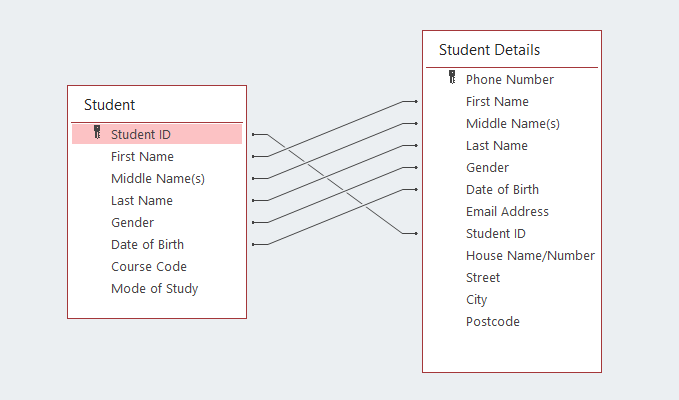 Student
Student ID
First Name
Middle Name(s)
Last Name
Gender
Date of Birth
Course Code
Mode of Study
Student Details
Phone Number
First Name
Middle Name(s)
Last Name
Gender
Date of Birth
Email Address
Student ID
House Name/Number
Street
City
Postcode